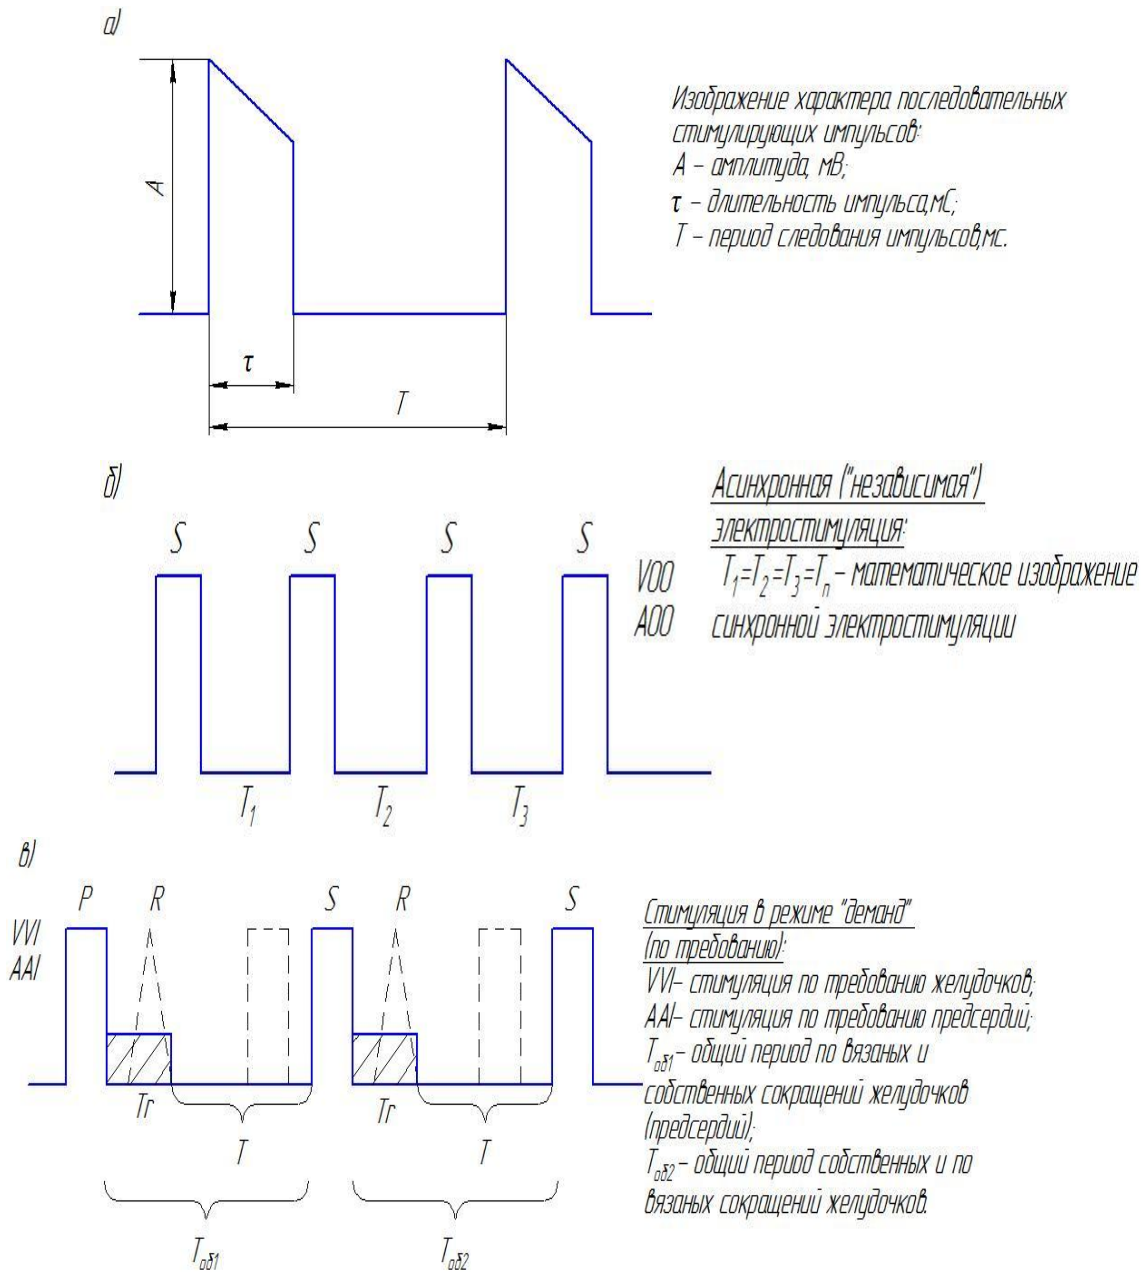 а)
A
τ
T
Изображение характера последовательных
стимулирующих импульсов:
А – амплитуда, мВ;
τ – длительность импульса,мС;
Т – период следования импульсов,мс.
б)
S S S S
V00
A00
T₁ T₂ T₃
Асинхронная ("независимая")
электростимуляция:
T₁=T₂=T₃=Tₙ – математическое изображение
синхронной электростимуляции
в)
P R S R S
VVI
AAI
Tr Tr
T T
Tоб1 Tоб2
Стимуляция в режиме "деманд"
(по требованию):
VVI– стимуляция по требованию желудочков;
AAI– стимуляция по требованию предсердий;
Tоб1– общий период по вязаных и
собственных сокращений желудочков
(предсердий);
Tоб2– общий период собственных и по
вязаных сокращений желудочков.